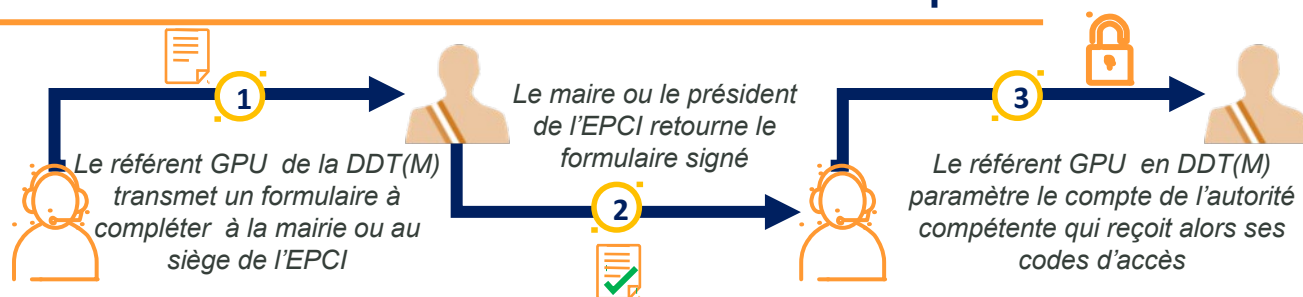 1
Le référent GPU de la DDT(M)
transmet un formulaire à
compléter à la mairie ou au
siège de l'EPCI
Le maire ou le président
de l'EPCI retourne le
formulaire signé
2
3
Le référent GPU en DDT(M)
paramètre le compte de l'autorité
compétente qui reçoit alors ses
codes d'accès